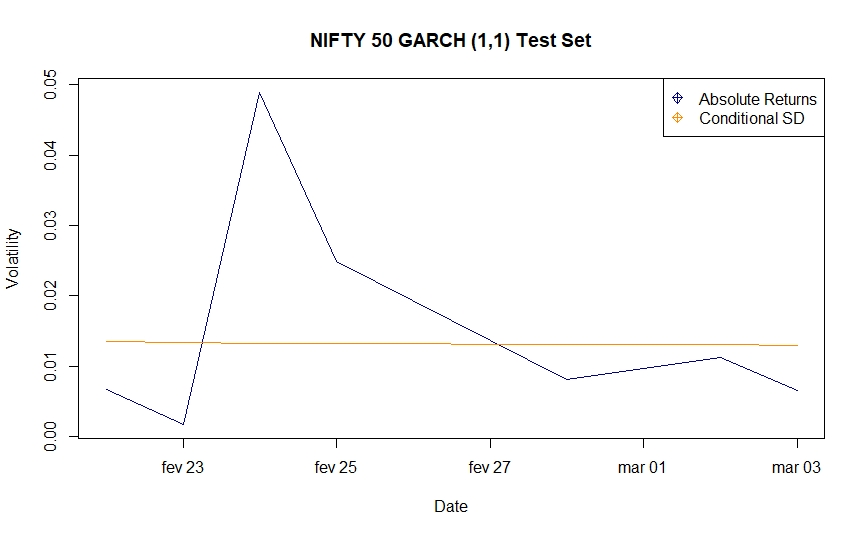 NIFTY 50 GARCH (1,1) Test Set
Absolute Returns
Conditional SD
0.05
0.04
0.03
0.02
0.01
0.00
Volatility
fev 23
fev 25
fev 27
mar 01
mar 03
Date